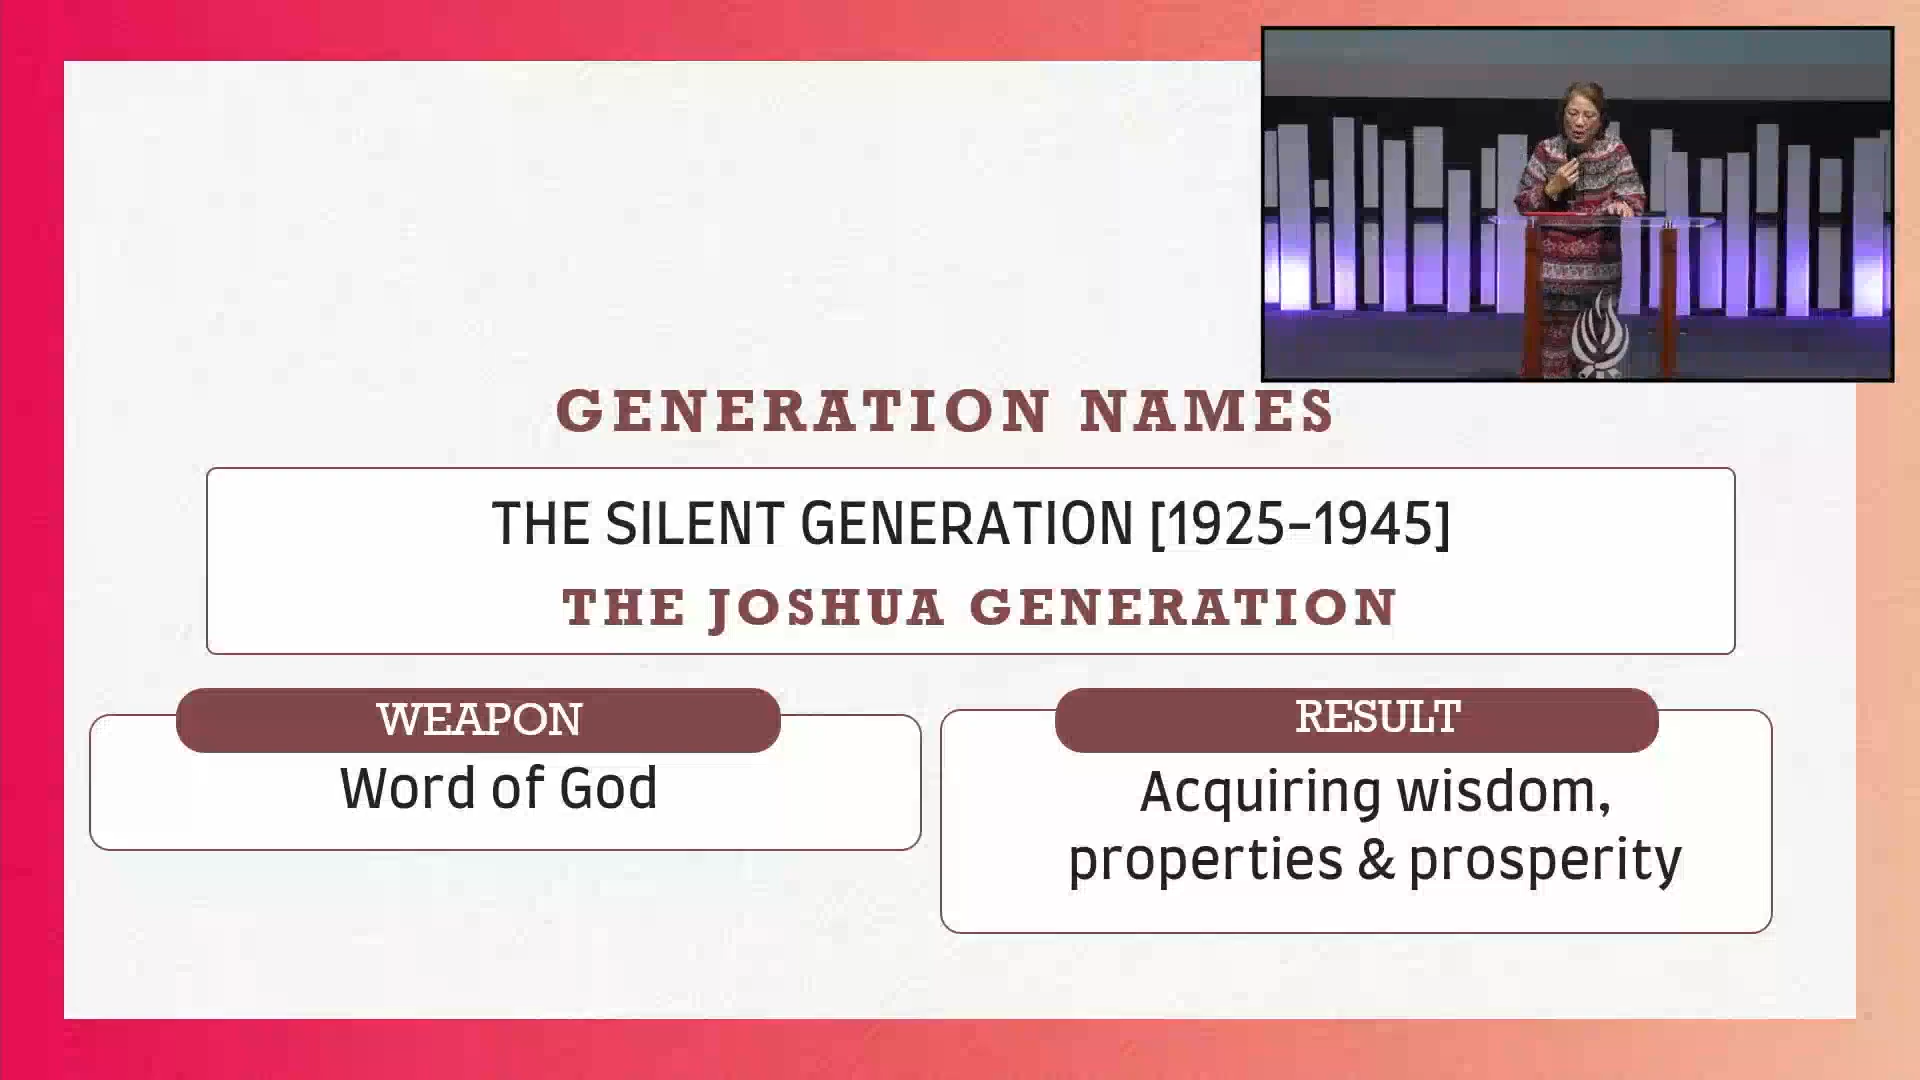 GENERATION NAMES
THE SILENT GENERATION [1925-1945]
THE JOSHUA GENERATION
WEAPON
Word of God
RESULT
Acquiring wisdom,
properties & prosperity